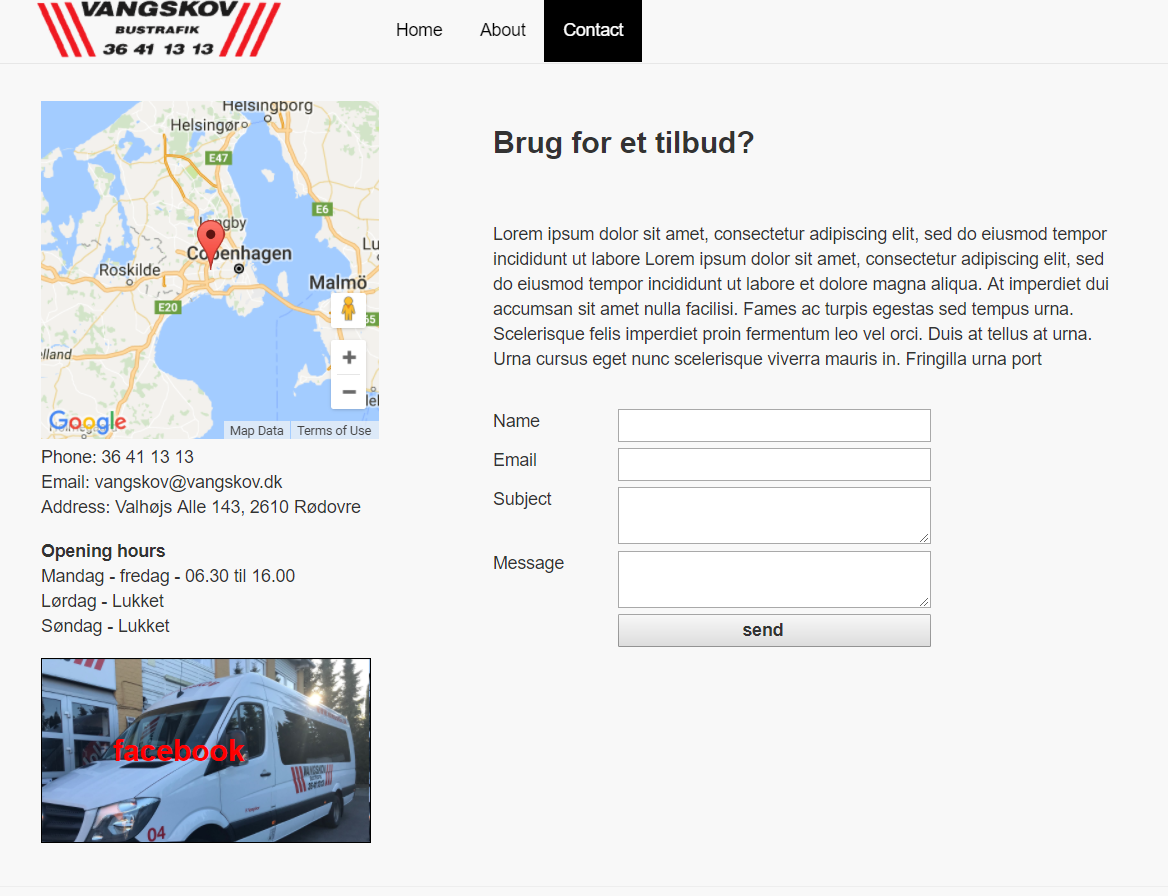 VANGSKOV
BUSTRAFIK
36 41 13 13
Home
About
Contact
Helsingborg
Helsingør
E47
E6
Lyngby
Copenhagen
Roskilde
Malmö
E20
Google
Map Data
Terms of Use
Phone: 36 41 13 13
Email: vangskov@vangskov.dk
Address: Valhøjs Alle 143, 2610 Rødovre
Opening hours
Mandag - fredag - 06.30 til 16.00
Lørdag - Lukket
Søndag - Lukket
facebook
VANGSKOV
04
Brug for et tilbud?
Lorem ipsum dolor sit amet, consectetur adipiscing elit, sed do eiusmod tempor
incididunt ut labore Lorem ipsum dolor sit amet, consectetur adipiscing elit, sed
do eiusmod tempor incididunt ut labore et dolore magna aliqua. At imperdiet dui
accumsan sit amet nulla facilisi. Fames ac turpis egestas sed tempus urna.
Scelerisque felis imperdiet proin fermentum leo vel orci. Duis at tellus at urna.
Urna cursus eget nunc scelerisque viverra mauris in. Fringilla urna port
Name
Email
Subject
Message
send